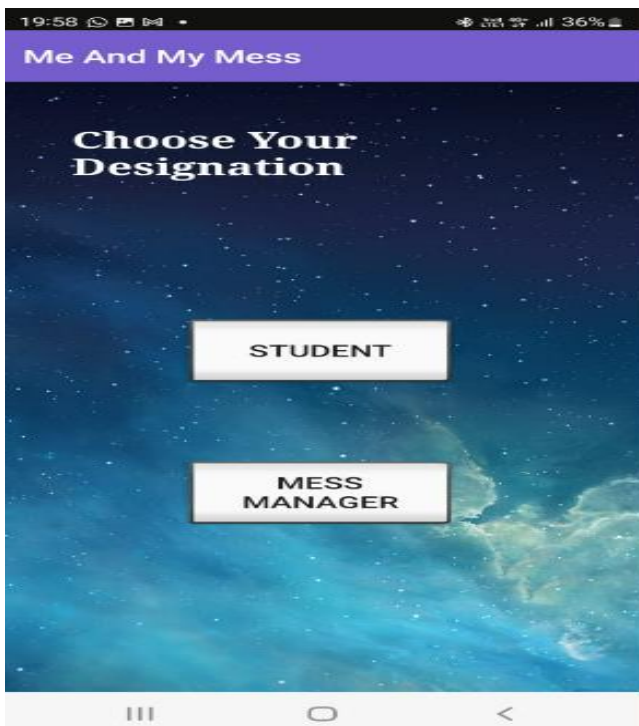 19:58 36%
Me And My Mess
Choose Your
Designation
STUDENT
MESS
MANAGER